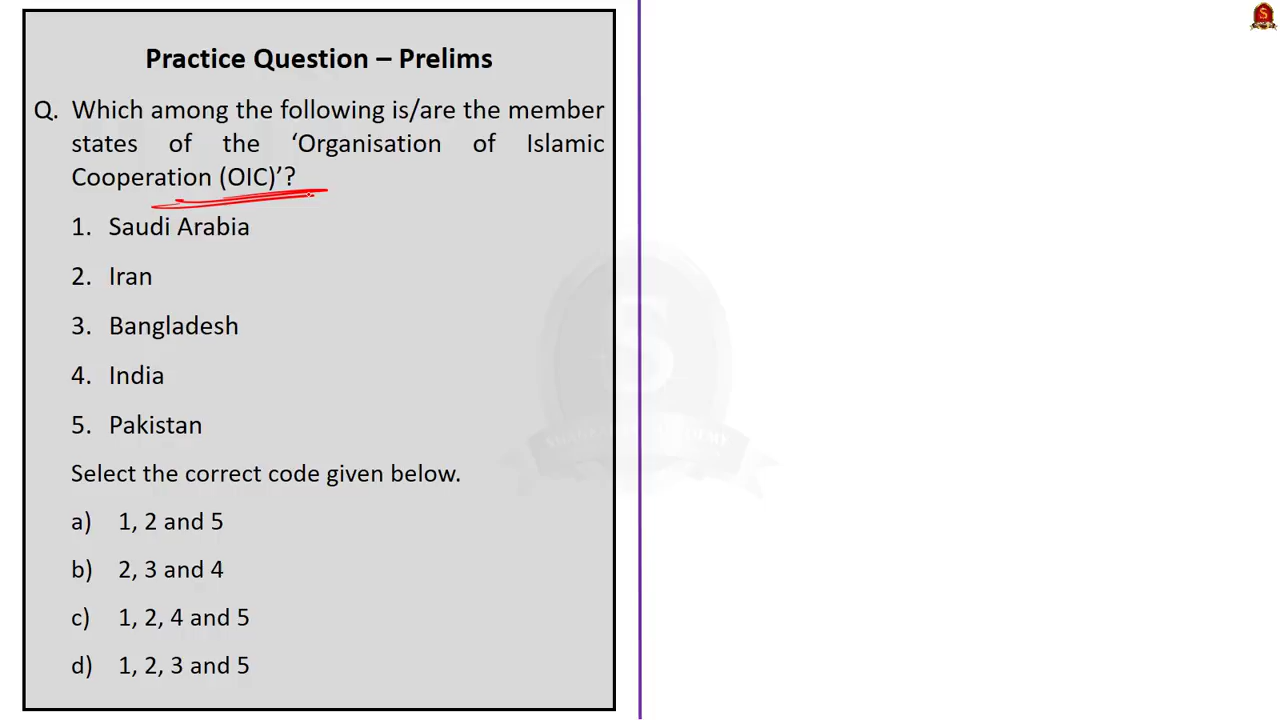 Practice Question – Prelims
Q. Which among the following is/are the member
states of the ‘Organisation of Islamic
Cooperation (OIC)’?
1. Saudi Arabia
2. Iran
3. Bangladesh
4. India
5. Pakistan
Select the correct code given below.
a) 1, 2 and 5
b) 2, 3 and 4
c) 1, 2, 4 and 5
d) 1, 2, 3 and 5